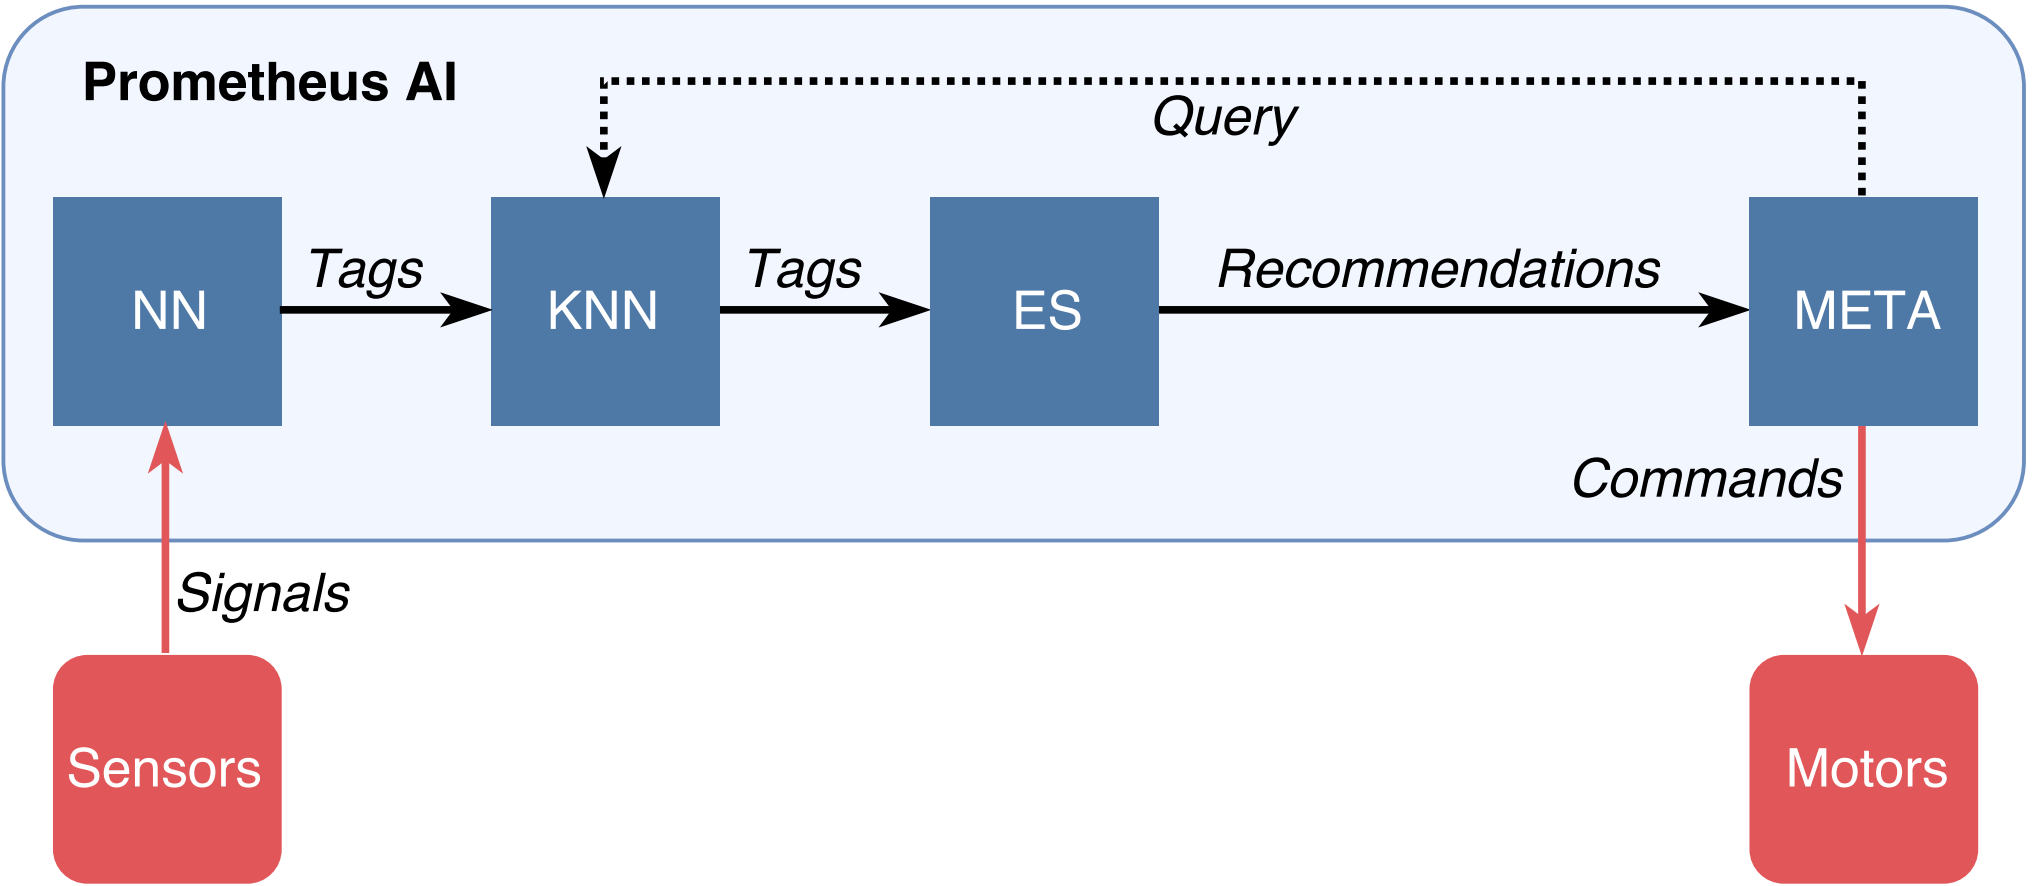 Prometheus AI
Query
NN
Tags
KNN
Tags
ES
Recommendations
META
Commands
Signals
Sensors
Motors